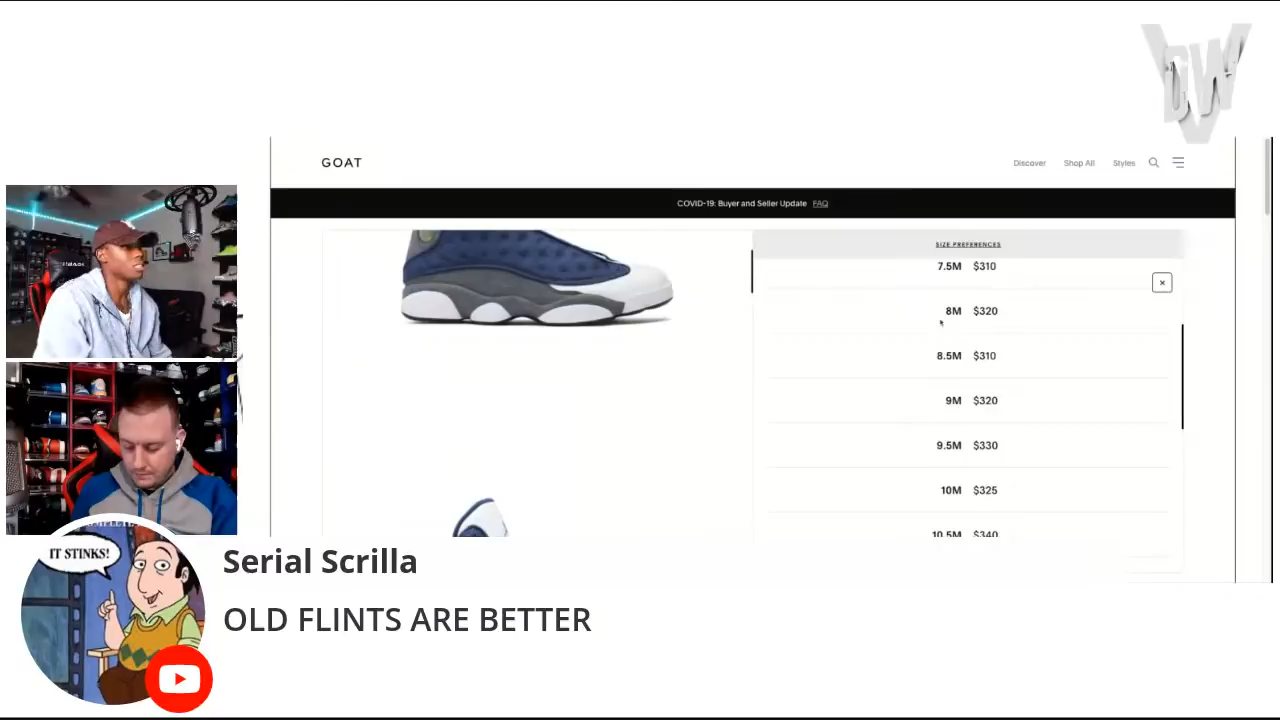 DW
GOAT
Discover
Shop All
Styles
COVID-19: Buyer and Seller Update FAQ
SIZE PREFERENCES
7.5M $310
8M $320
8.5M $310
9M $320
9.5M $330
10M $325
10.5M $340
IT STINKS!
Serial Scrilla
OLD FLINTS ARE BETTER